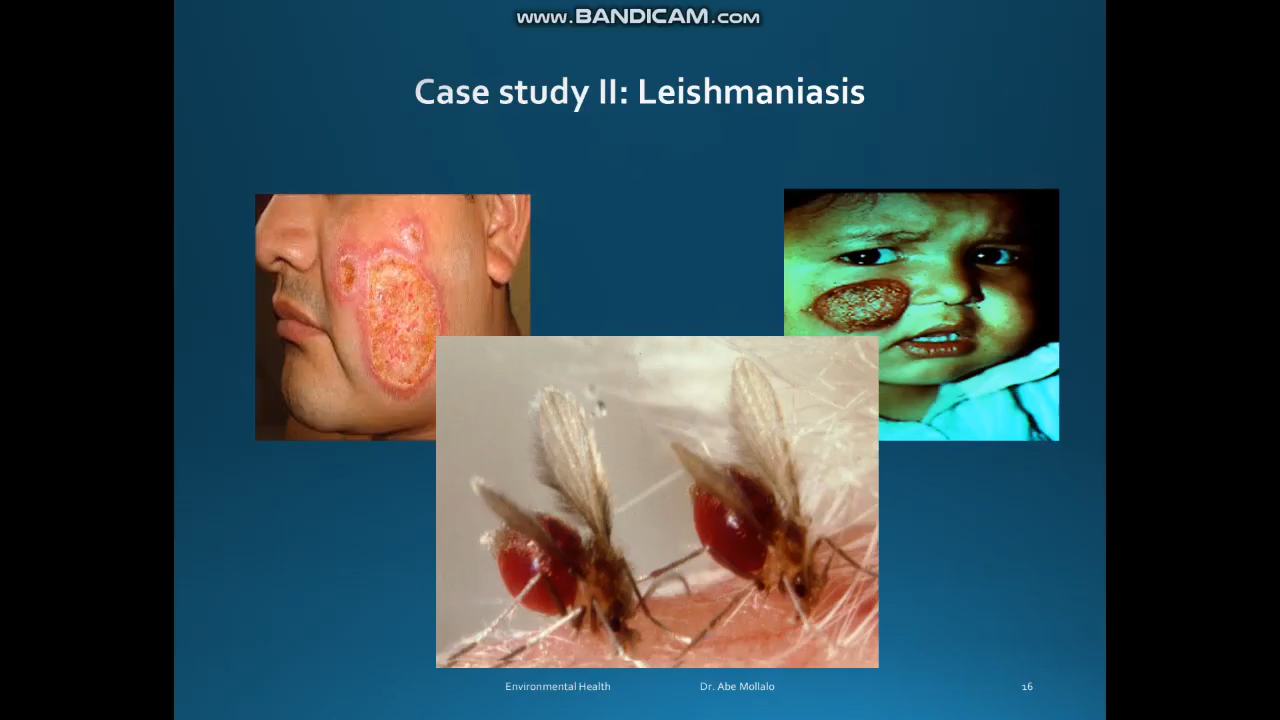 www.BANDICAM.com
Case study II: Leishmaniasis
Environmental Health Dr. Abe Mollalo 16